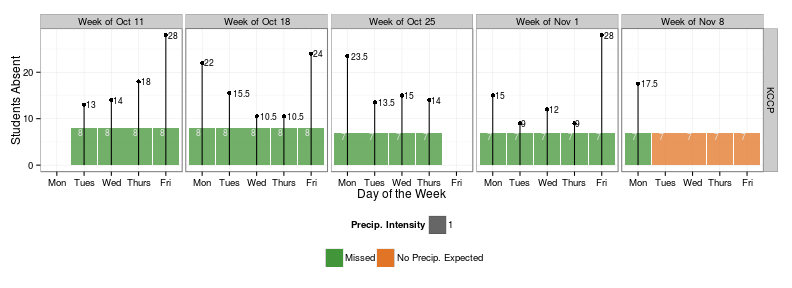 Week of Oct 11 Week of Oct 18 Week of Oct 25 Week of Nov 1 Week of Nov 8
28 28
24
23.5
22
20
18 17.5
15.5 15 15
13 14 13.5 14 12
10 10.5 10.5 9 9
8 8 8 8 8 8 8 8 8 7 7 7 7 7 7 7 7 7 7 7 7 7 7
0
Students Absent
KCCP
Mon Tues Wed Thurs Fri Mon Tues Wed Thurs Fri Mon Tues Wed Thurs Fri Mon Tues Wed Thurs Fri Mon Tues Wed Thurs Fri
Day of the Week
Precip. Intensity 1
Missed No Precip. Expected